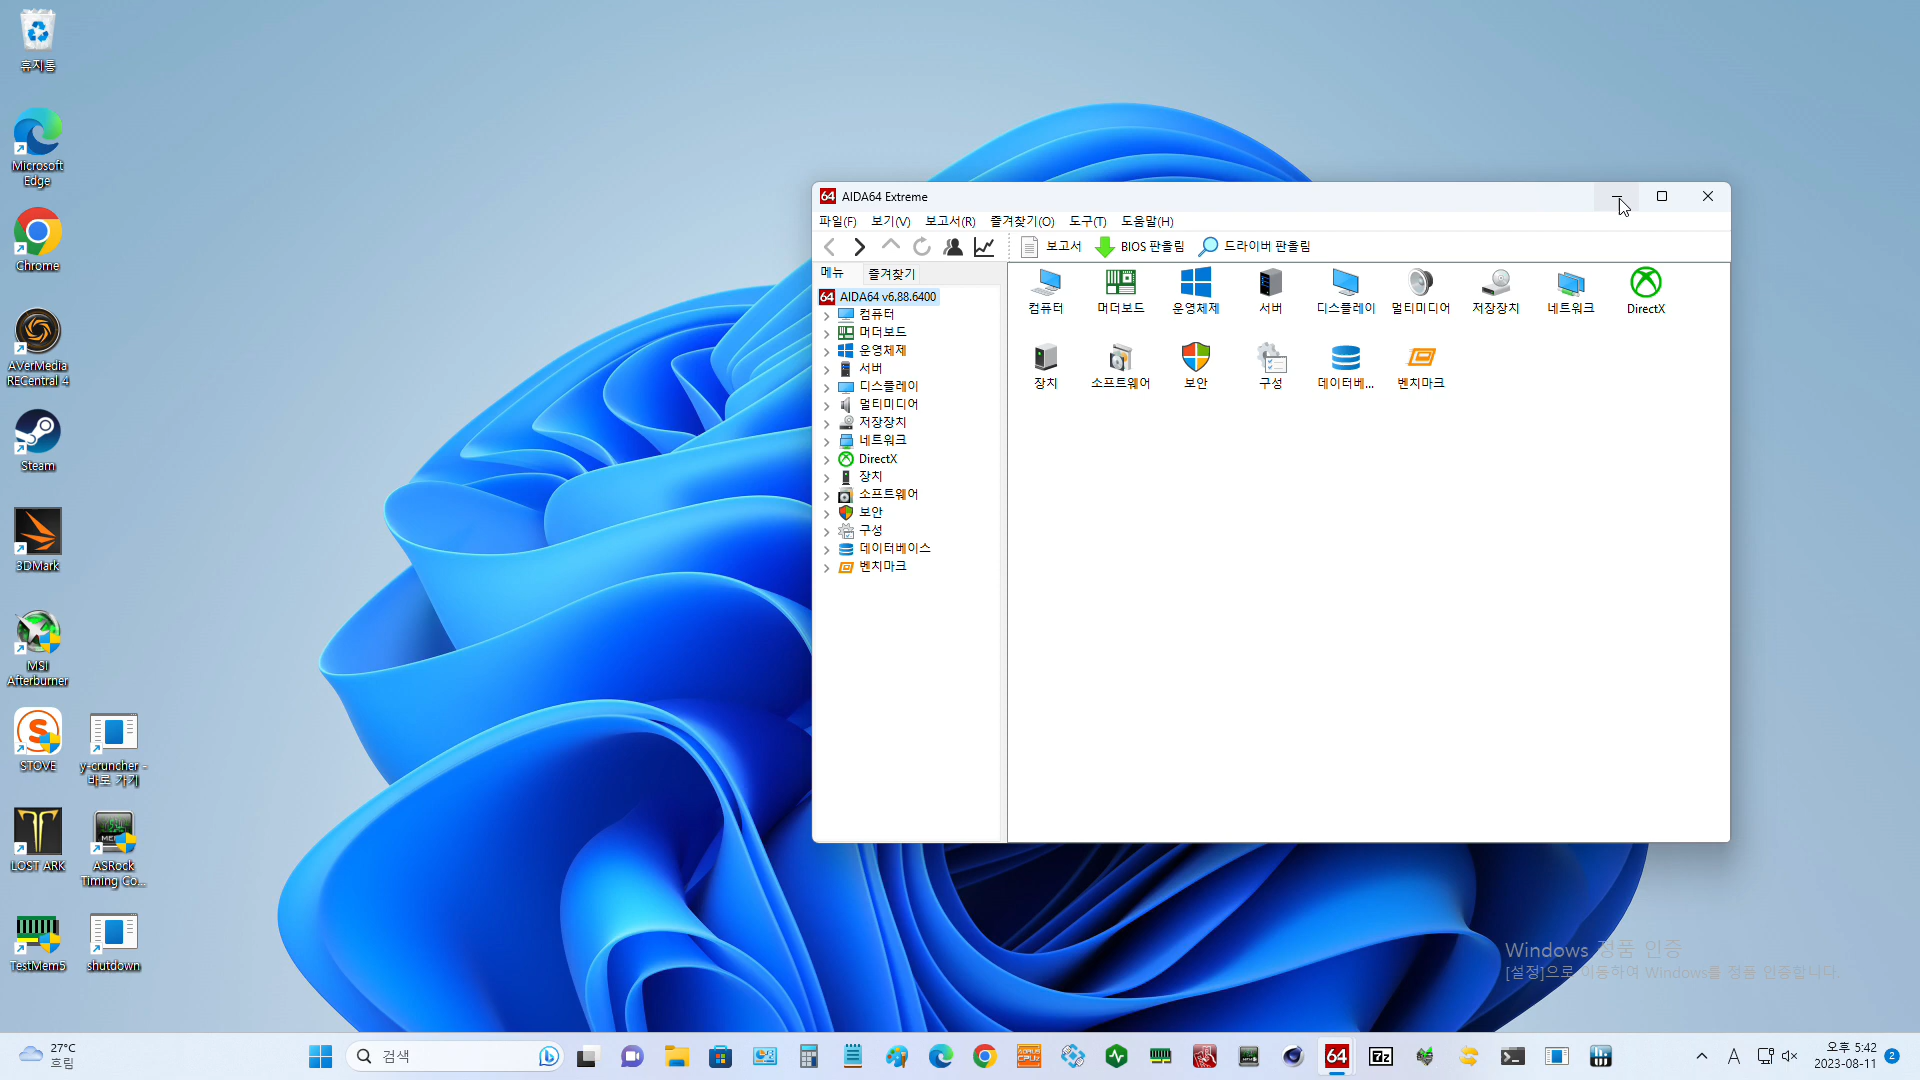 휴지통
Microsoft
Edge
Chrome
AVerMedia
RECentral 4
Steam
3DMark
MSI
Afterburner
STOVE
y-cruncher -
바로 가기
LOST ARK
ASRock
Timing Co...
TestMem5
shutdown
64 AIDA64 Extreme
파일(F) 보기(V) 보고서(R) 즐겨찾기(O) 도구(T) 도움말(H)
보고서 BIOS 판올림 드라이버 판올림
메뉴 즐겨찾기
64 AIDA64 v6.88.6400
컴퓨터
머더보드
운영체제
서버
디스플레이
멀티미디어
저장장치
네트워크
DirectX
장치
소프트웨어
보안
구성
데이터베이스
벤치마크
컴퓨터 머더보드 운영체제 서버 디스플레이 멀티미디어 저장장치 네트워크 DirectX
장치 소프트웨어 보안 구성 데이터베... 벤치마크
Windows 정품 인증
[설정]으로 이동하여 Windows를 정품 인증합니다.
27°C
흐림
검색
64
7z
A
오후 5:42
2023-08-11
2